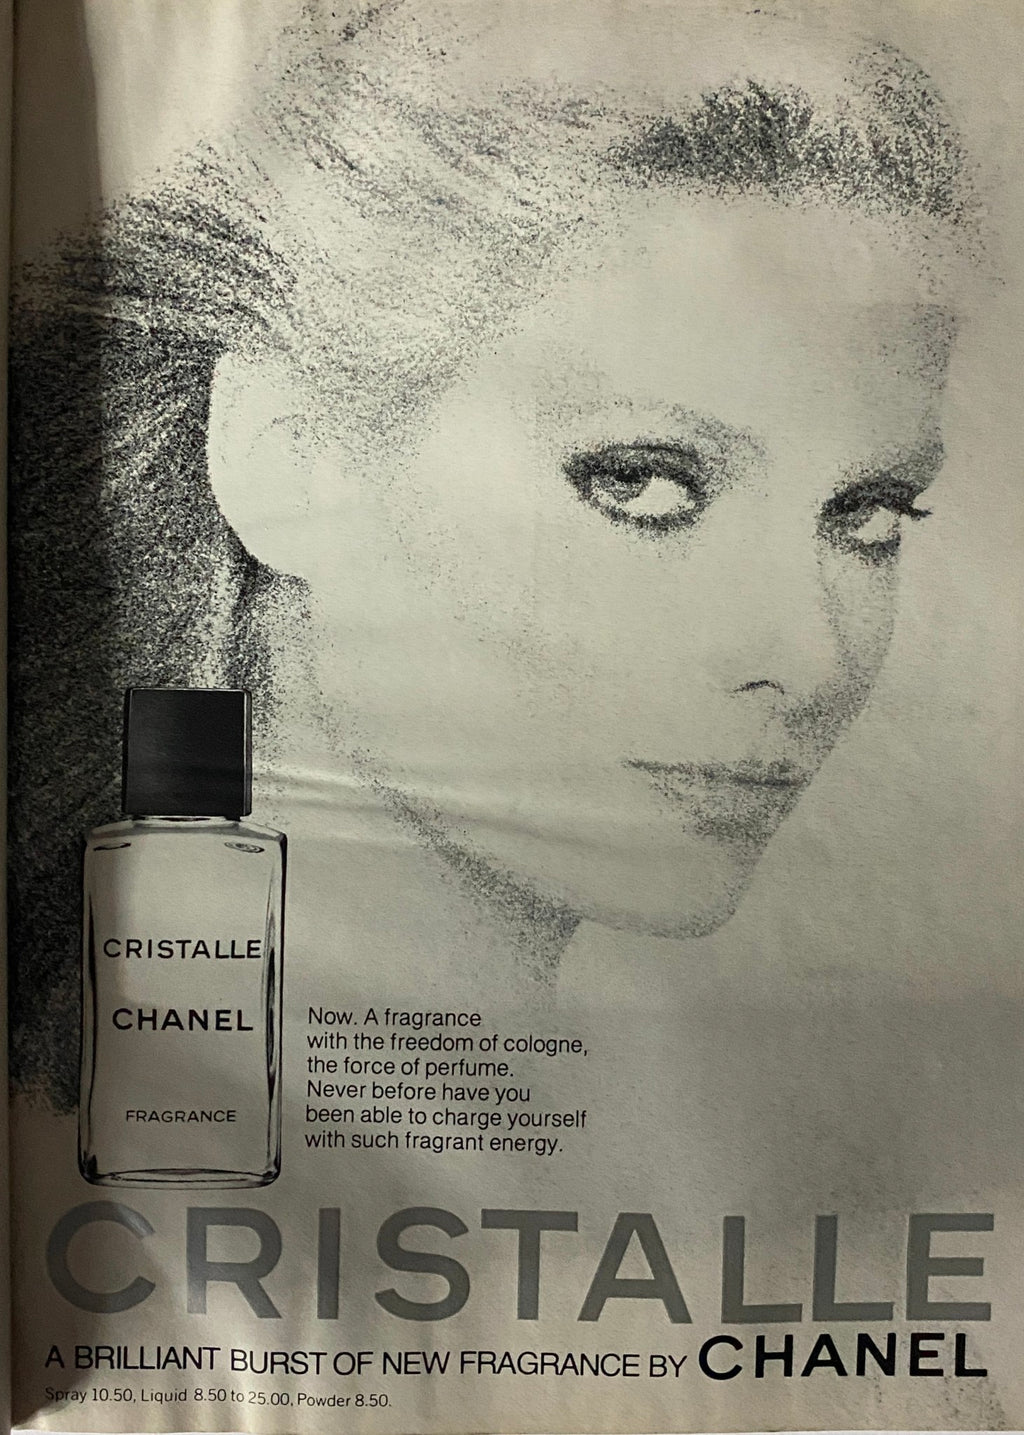 CRISTALLE
CHANEL
FRAGRANCE
Now. A fragrance
with the freedom of cologne,
the force of perfume.
Never before have you
been able to charge yourself
with such fragrant energy.
CRISTALLE
A BRILLIANT BURST OF NEW FRAGRANCE BY CHANEL
Spray 10.50, Liquid 8.50 to 25.00, Powder 8.50.